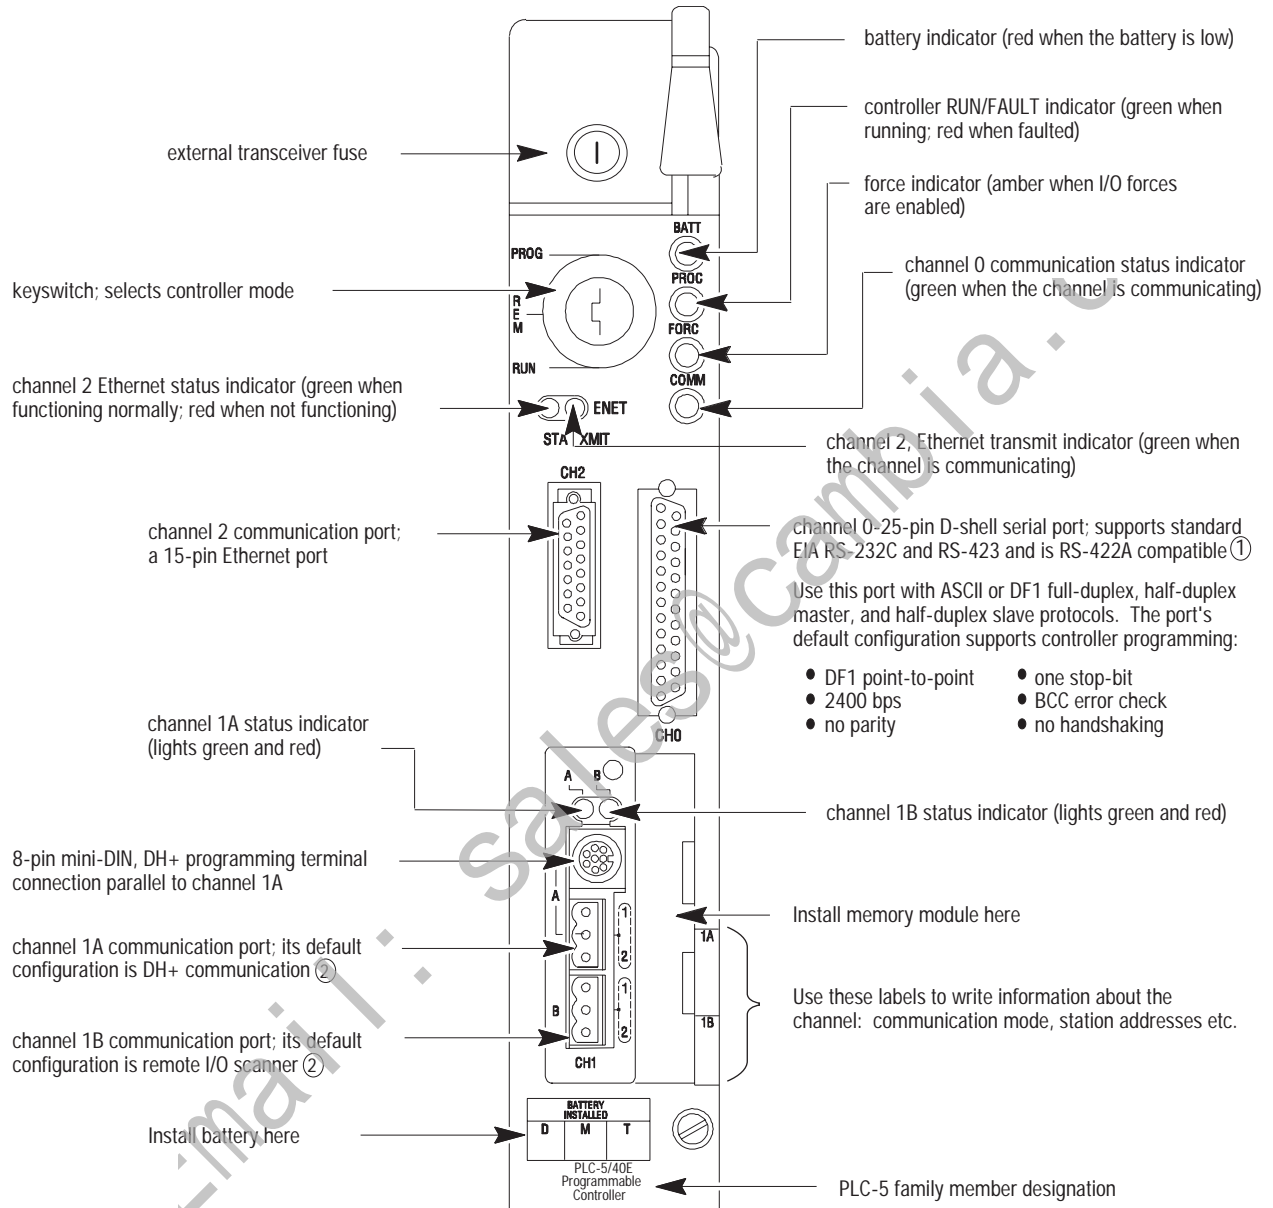 battery indicator (red when the battery is low)
controller RUN/FAULT indicator (green when
running; red when faulted)
external transceiver fuse
force indicator (amber when I/O forces
are enabled)
BATT
PROG
channel 0 communication status indicator
(green when the channel is communicating)
PROC
keyswitch; selects controller mode
R
E
M
FORC
RUN
COMM
channel 2 Ethernet status indicator (green when
functioning normally; red when not functioning)
ENET
STA XMIT
channel 2, Ethernet transmit indicator (green when
the channel is communicating)
CH2
channel 2 communication port;
a 15-pin Ethernet port
channel 0-25-pin D-shell serial port; supports standard
EIA RS-232C and RS-423 and is RS-422A compatible ①
Use this port with ASCII or DF1 full-duplex, half-duplex
master, and half-duplex slave protocols. The port's
default configuration supports controller programming:
• DF1 point-to-point
• 2400 bps
• no parity
• one stop-bit
• BCC error check
• no handshaking
CH0
channel 1A status indicator
(lights green and red)
A B
channel 1B status indicator (lights green and red)
8-pin mini-DIN, DH+ programming terminal
connection parallel to channel 1A
A
1
2
Install memory module here
1A
channel 1A communication port; its default
configuration is DH+ communication ②
Use these labels to write information about the
channel: communication mode, station addresses etc.
B
1
2
1B
channel 1B communication port; its default
configuration is remote I/O scanner ②
CH1
BATTERY
INSTALLED
D M T
Install battery here
PLC-5/40E
Programmable
Controller
PLC-5 family member designation
mail: sales@cambia.